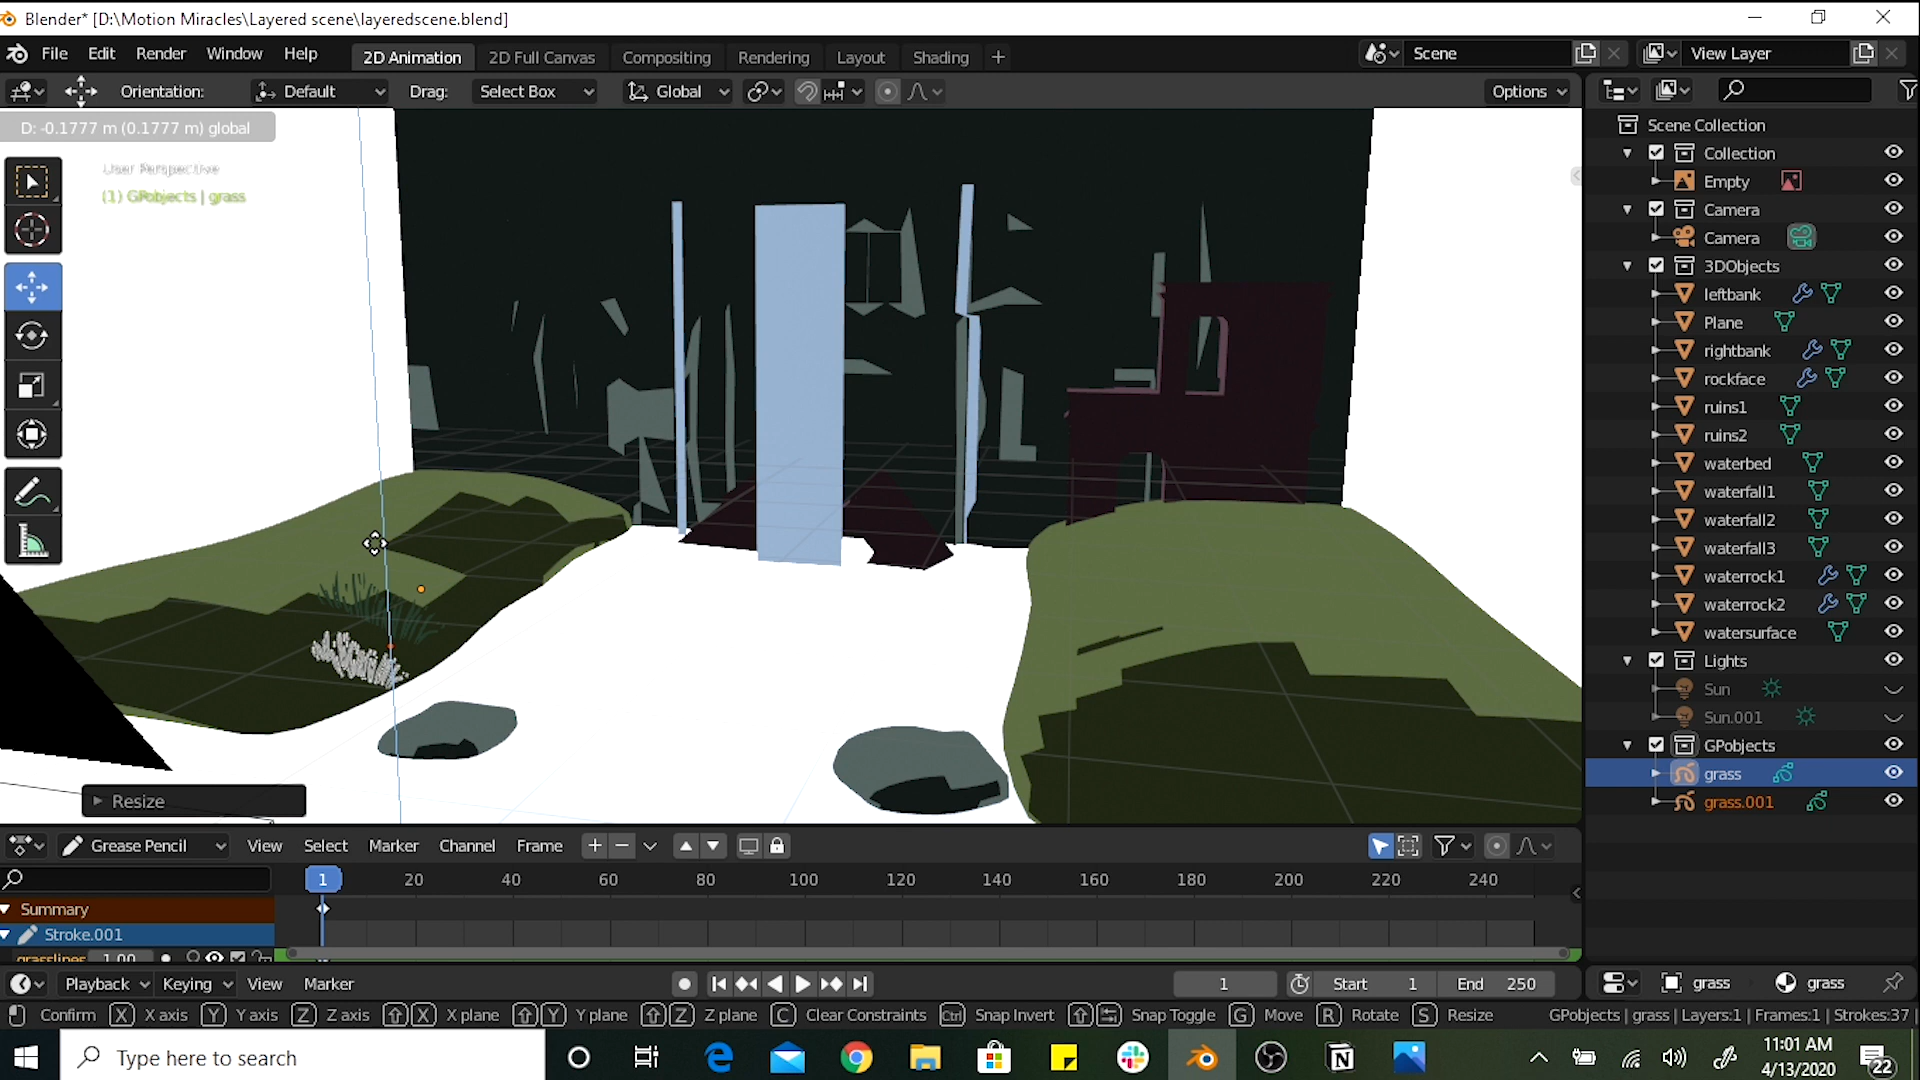 Blender* [D:\Motion Miracles\Layered scene\layeredscene.blend]
File Edit Render Window Help 2D Animation 2D Full Canvas Compositing Rendering Layout Shading + Scene View Layer
Orientation: Default Drag: Select Box Global Options
D: -0.1777 m (0.1777 m) global
User Perspective
(1) GPobjects | grass
Scene Collection
Collection
Empty
Camera
Camera
3DObjects
leftbank
Plane
rightbank
rockface
ruins1
ruins2
waterbed
waterfall1
waterfall2
waterfall3
waterrock1
waterrock2
watersurface
Lights
Sun
Sun.001
GPobjects
grass
grass.001
Resize
Grease Pencil View Select Marker Channel Frame
1 20 40 60 80 100 120 140 160 180 200 220 240
Summary
Stroke.001
grasslines 1.00
Playback Keying View Marker 1 Start 1 End 250 grass grass
Confirm X X axis Y Y axis Z Z axis X X plane Y Y plane Z Z plane C Clear Constraints Ctrl Snap Invert Snap Toggle G Move R Rotate S Resize GPobjects | grass | Layers:1 | Frames:1 | Strokes:37 |
Type here to search
11:01 AM
4/13/2020
22